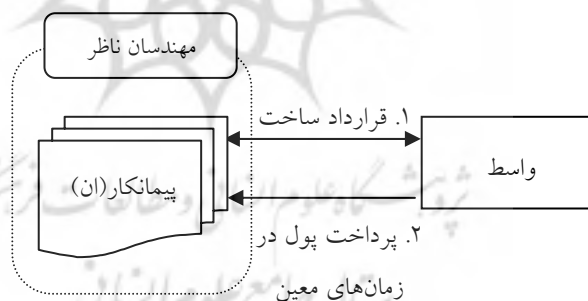 مهندسان ناظر
۱. قرارداد ساخت
واسط
پیمانکار(ان)
۲. پرداخت پول در
زمان‌های معین